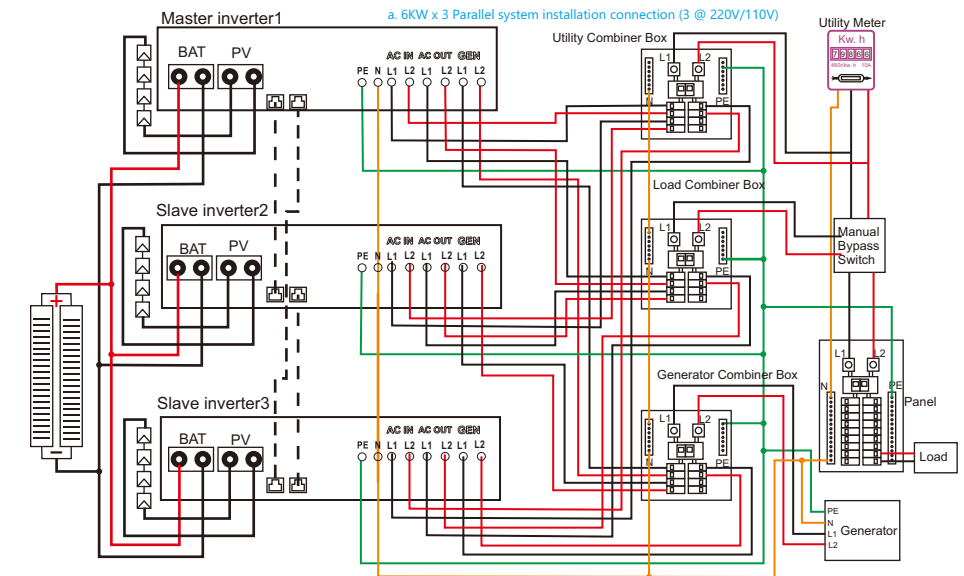 a. 6KW x 3 Parallel system installation connection (3 @ 220V/110V)
Master inverter1
BAT PV
AC IN AC OUT GEN
PE N L1 L2 L1 L2 L1 L2
Utility Combiner Box
L1 L2
N PE
Utility Meter
Kw. h
79866
Slave inverter2
BAT PV
AC IN AC OUT GEN
PE N L1 L2 L1 L2 L1 L2
Load Combiner Box
L1 L2
N PE
Manual
Bypass
Switch
+
-
Slave inverter3
BAT PV
AC IN AC OUT GEN
PE N L1 L2 L1 L2 L1 L2
Generator Combiner Box
L1 L2
N PE
L1 L2
N PE
Panel
Load
PE
N
L1
L2
Generator